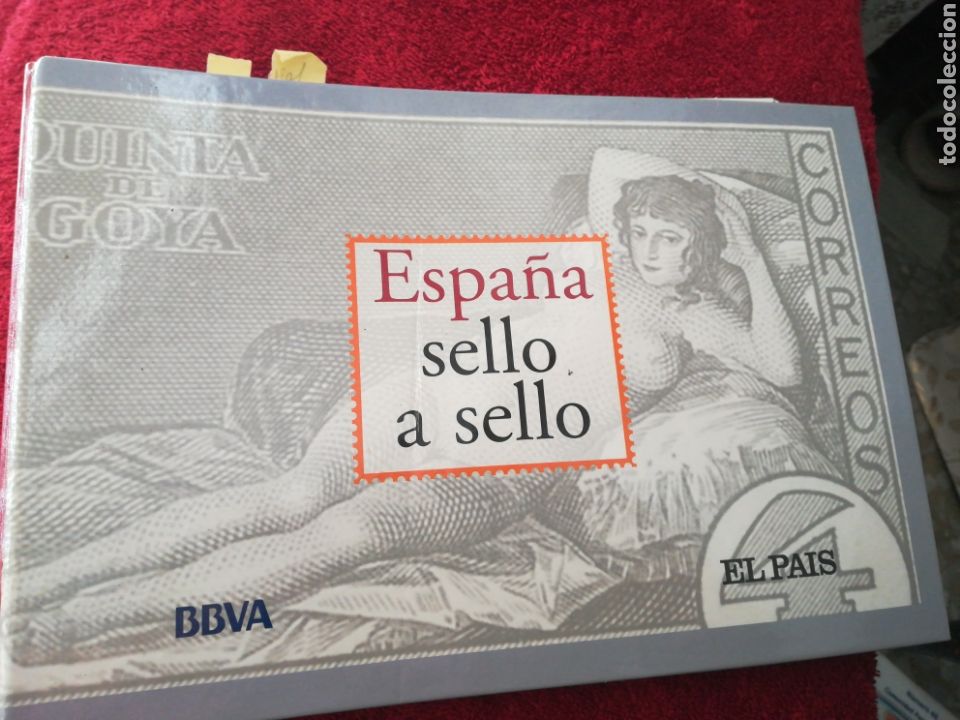 QUINTA
DE
GOYA
CORREOS
España
sello
a sello
4
EL PAIS
BBVA
todocoleccion